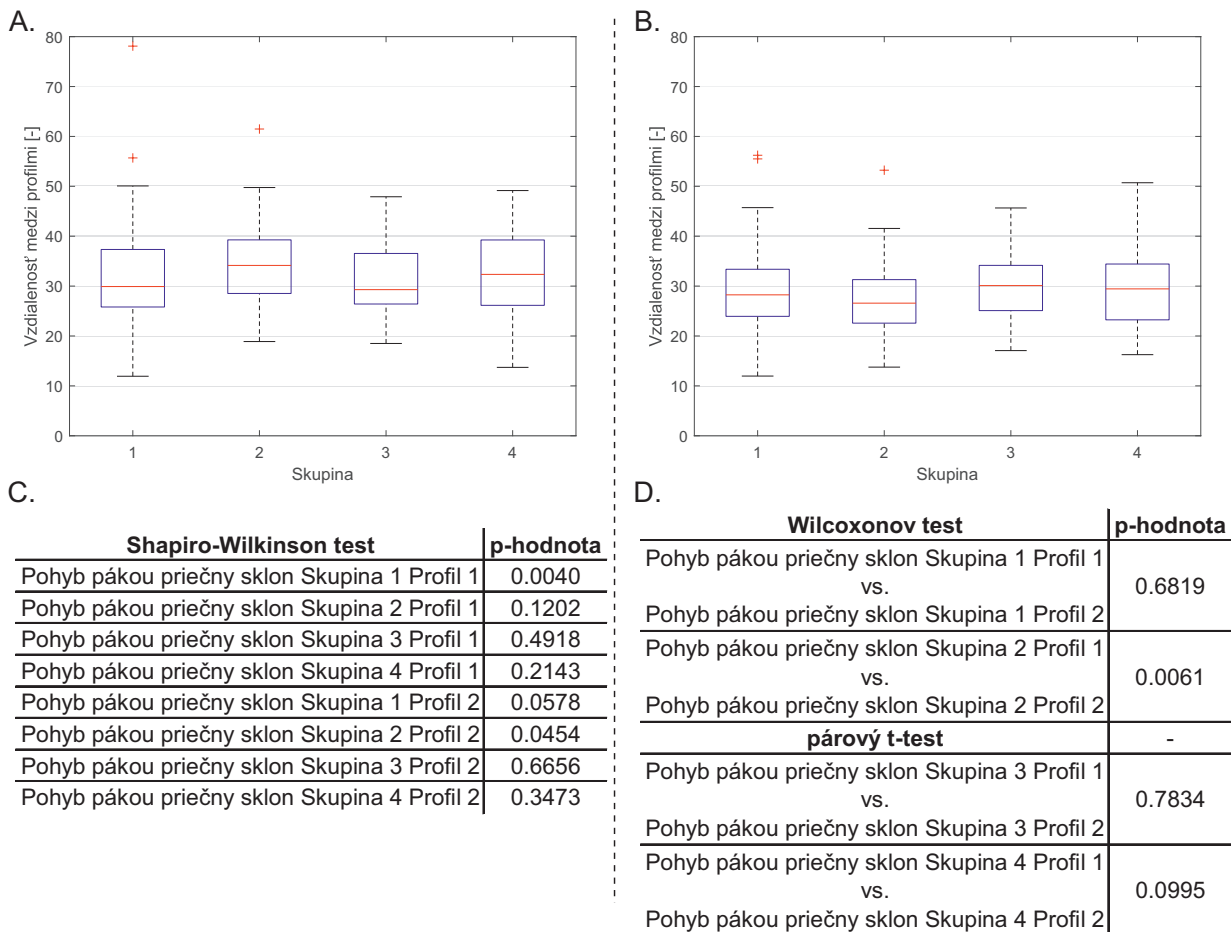 A.
80
70
60
50
40
30
20
10
0
Vzdialenosť medzi profilmi [-]
1 2 3 4
Skupina
B.
80
70
60
50
40
30
20
10
0
Vzdialenosť medzi profilmi [-]
1 2 3 4
Skupina
C.
Shapiro-Wilkinson test p-hodnota
Pohyb pákou priečny sklon Skupina 1 Profil 1 0.0040
Pohyb pákou priečny sklon Skupina 2 Profil 1 0.1202
Pohyb pákou priečny sklon Skupina 3 Profil 1 0.4918
Pohyb pákou priečny sklon Skupina 4 Profil 1 0.2143
Pohyb pákou priečny sklon Skupina 1 Profil 2 0.0578
Pohyb pákou priečny sklon Skupina 2 Profil 2 0.0454
Pohyb pákou priečny sklon Skupina 3 Profil 2 0.6656
Pohyb pákou priečny sklon Skupina 4 Profil 2 0.3473
D.
Wilcoxonov test p-hodnota
Pohyb pákou priečny sklon Skupina 1 Profil 1
vs. 0.6819
Pohyb pákou priečny sklon Skupina 1 Profil 2
Pohyb pákou priečny sklon Skupina 2 Profil 1
vs. 0.0061
Pohyb pákou priečny sklon Skupina 2 Profil 2
párový t-test -
Pohyb pákou priečny sklon Skupina 3 Profil 1
vs. 0.7834
Pohyb pákou priečny sklon Skupina 3 Profil 2
Pohyb pákou priečny sklon Skupina 4 Profil 1
vs. 0.0995
Pohyb pákou priečny sklon Skupina 4 Profil 2